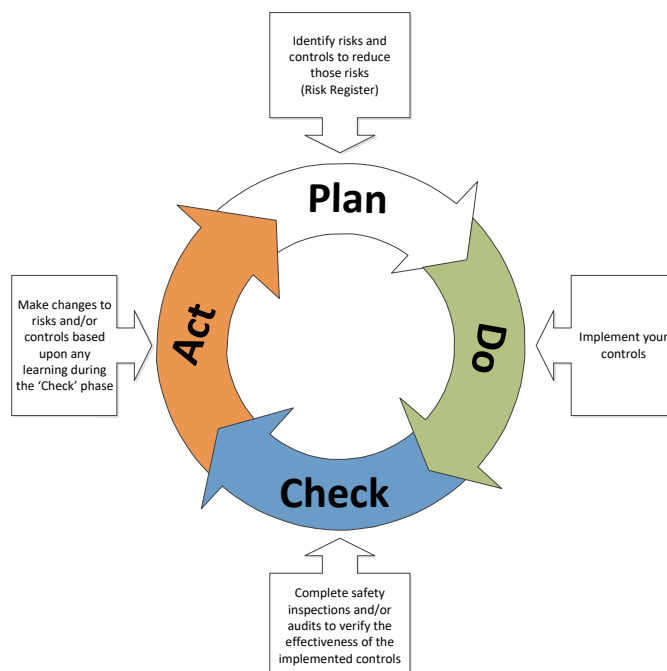 Identify risks and
controls to reduce
those risks
(Risk Register)
Plan
Do
Implement your
controls
Check
Complete safety
inspections and/or
audits to verify the
effectiveness of the
implemented controls
Act
Make changes to
risks and/or
controls based
upon any
learning during
the ‘Check’ phase